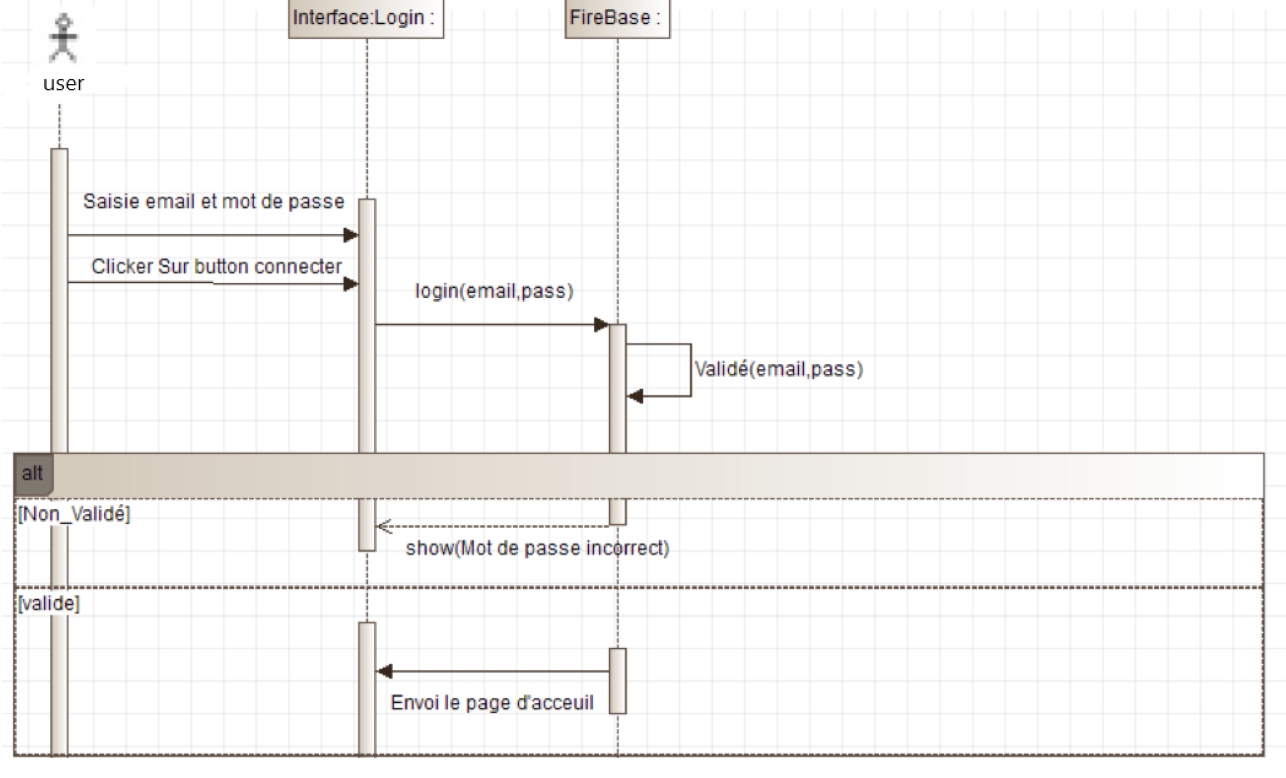 Interface:Login :
FireBase :
user
Saisie email et mot de passe
Clicker Sur button connecter
login(email,pass)
Validé(email,pass)
alt
[Non_Validé]
show(Mot de passe incorrect)
[valide]
Envoi le page d'acceuil